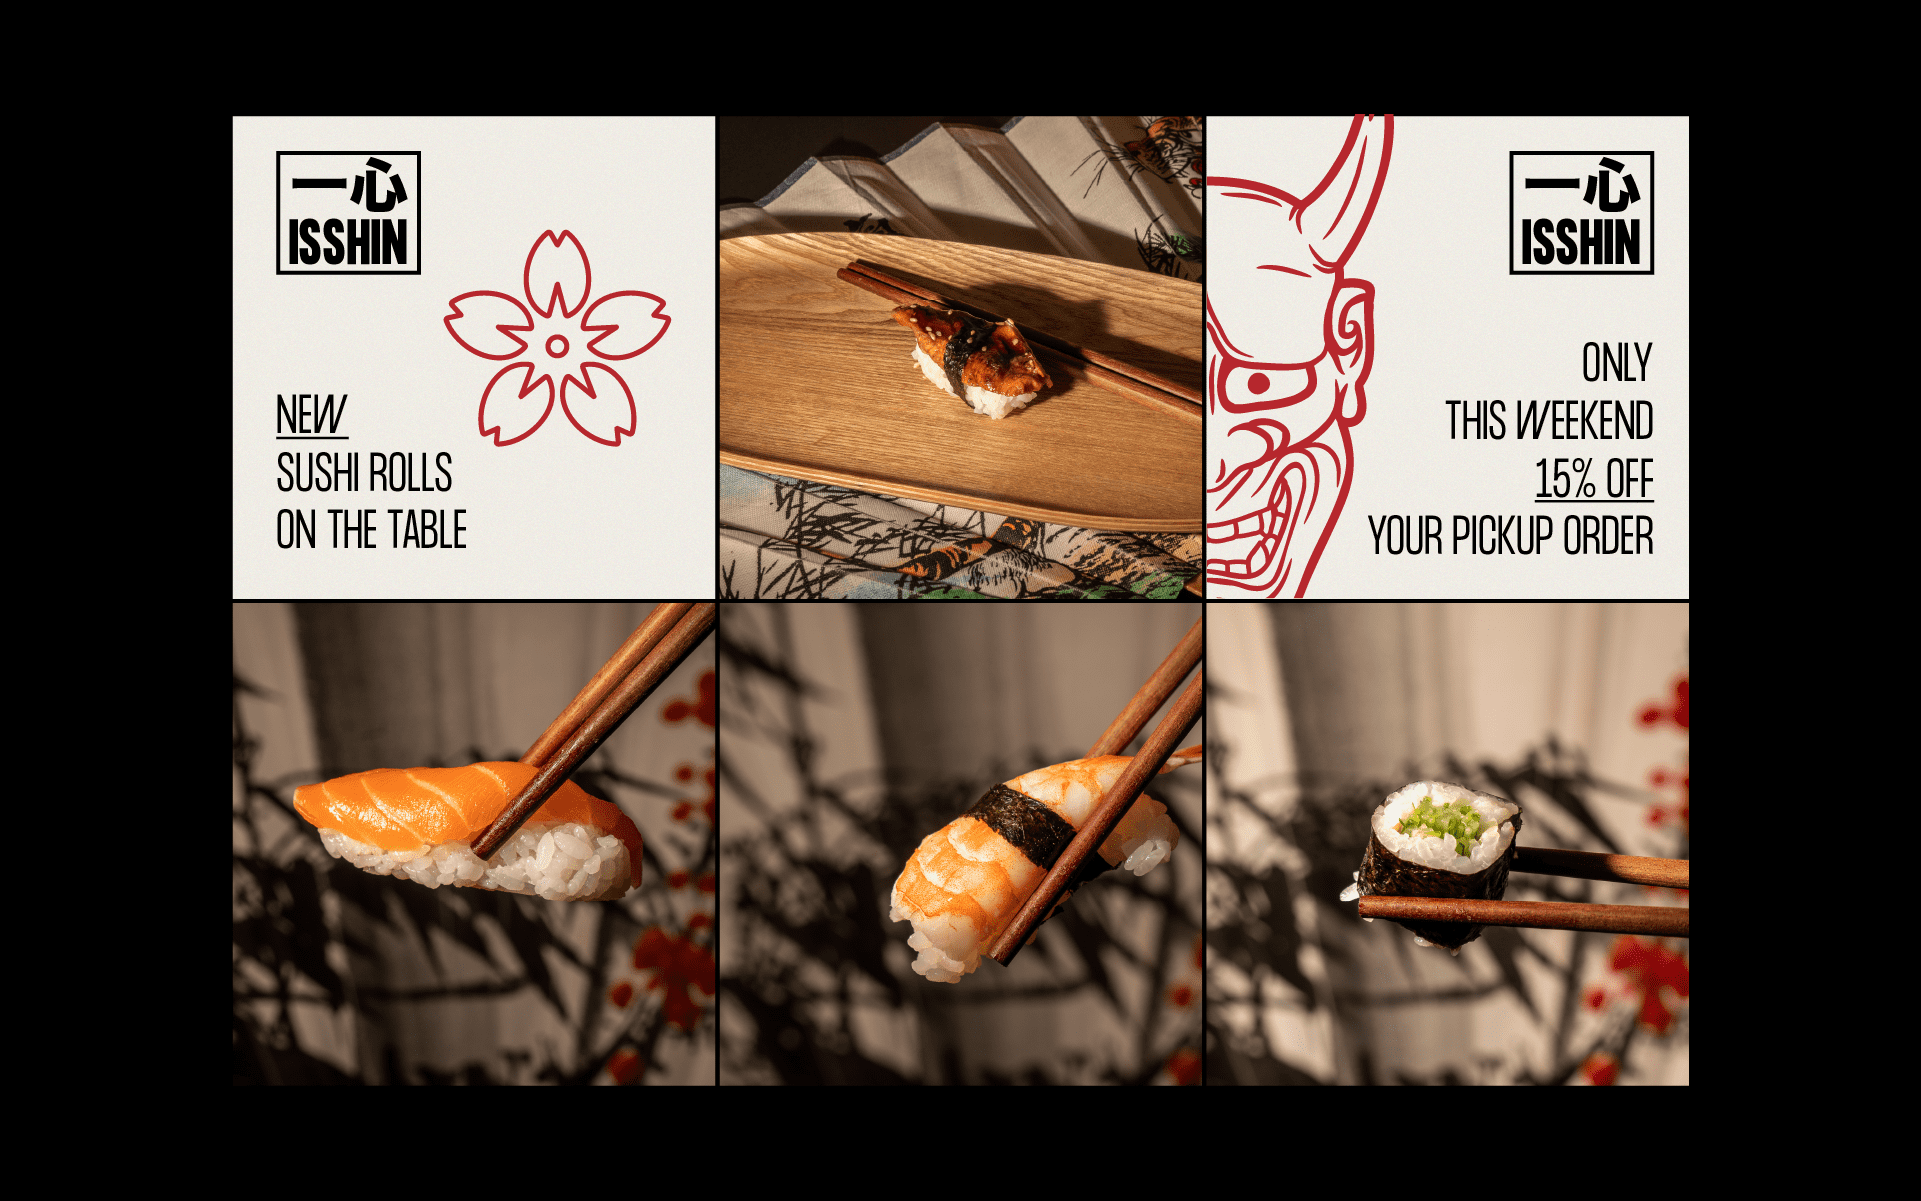 一心
ISSHIN
NEW
SUSHI ROLLS
ON THE TABLE
一心
ISSHIN
ONLY
THIS WEEKEND
15% OFF
YOUR PICKUP ORDER